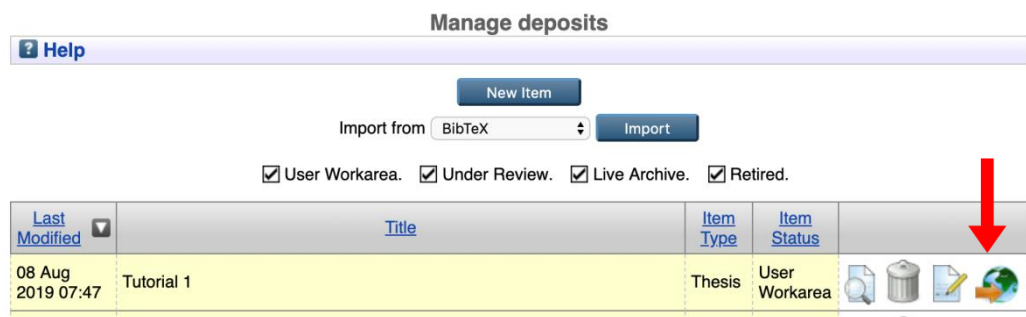 Manage deposits
? Help
New Item
Import from BibTeX Import
User Workarea. Under Review. Live Archive. Retired.
Last Modified Title Item Type Item Status
08 Aug 2019 07:47 Tutorial 1 Thesis User Workarea